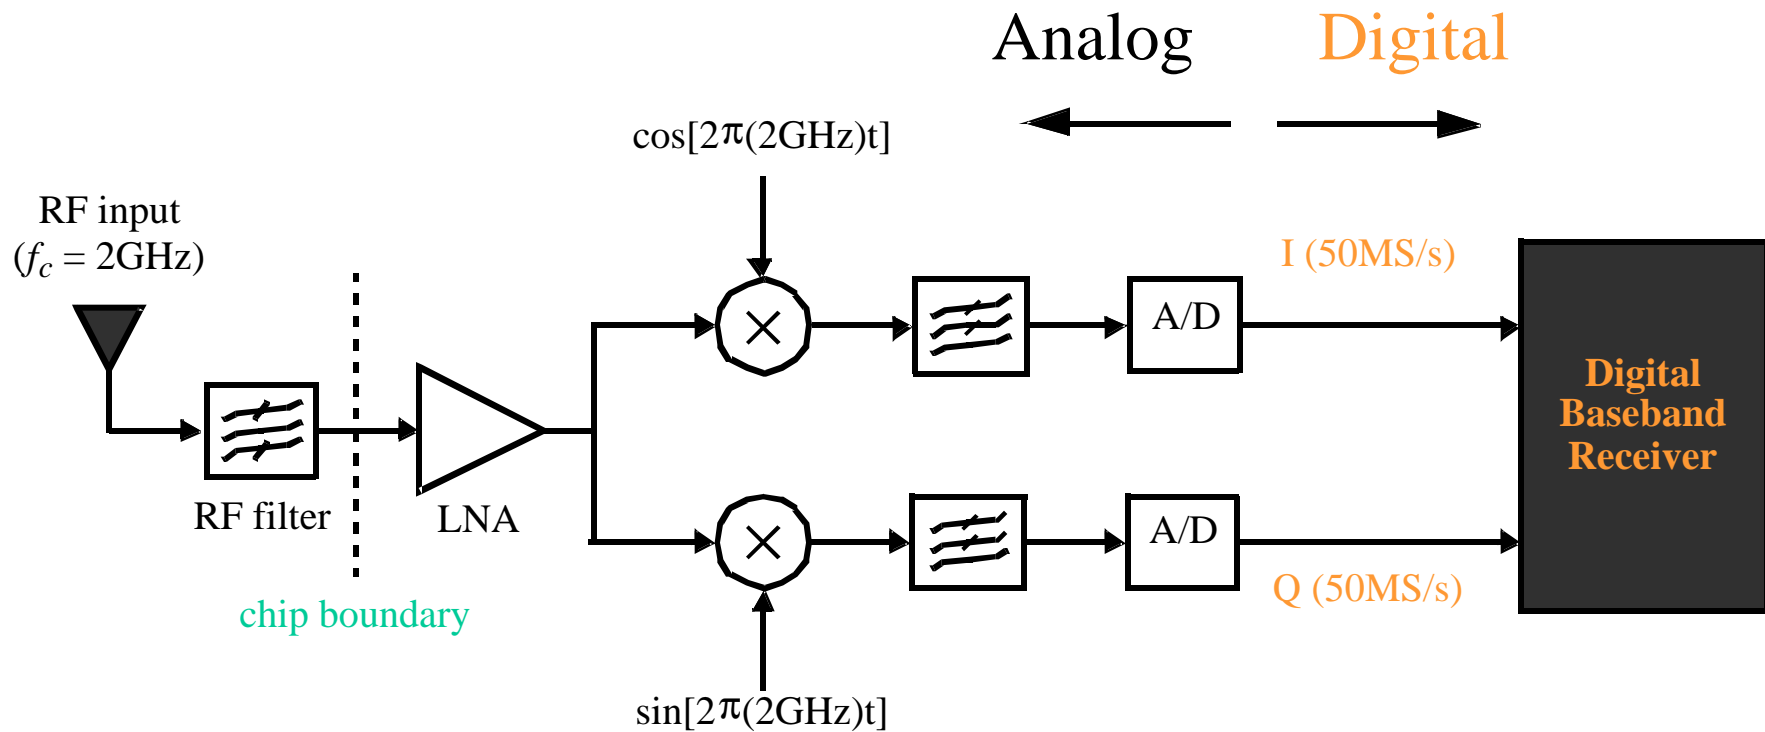 Analog Digital
cos[2π(2GHz)t]
RF input
(f_c = 2GHz)
I (50MS/s)
A/D
Digital
Baseband
Receiver
RF filter
LNA
A/D
Q (50MS/s)
chip boundary
sin[2π(2GHz)t]